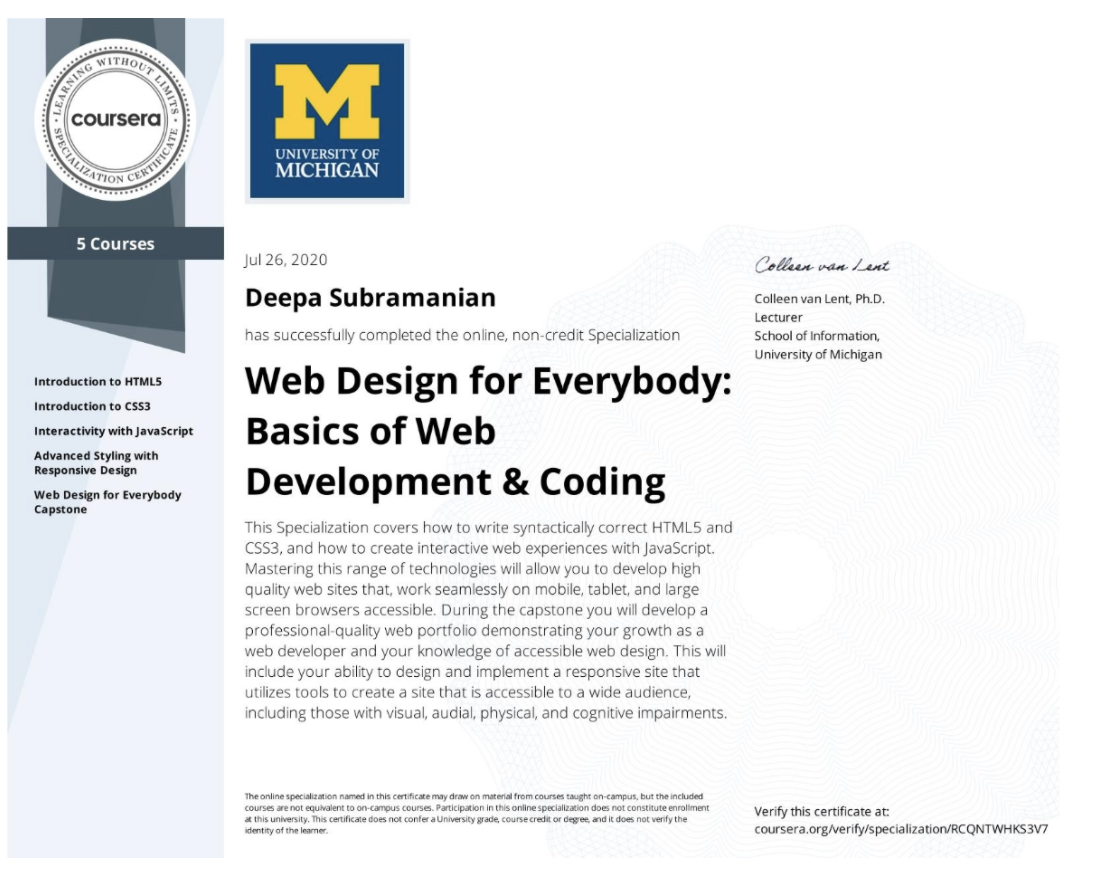 LEARNING WITHOUT LIMITS
coursera
SPECIALIZATION CERTIFICATE
M
UNIVERSITY OF
MICHIGAN
5 Courses
Introduction to HTML5
Introduction to CSS3
Interactivity with JavaScript
Advanced Styling with
Responsive Design
Web Design for Everybody
Capstone
Jul 26, 2020
Deepa Subramanian
has successfully completed the online, non-credit Specialization
Web Design for Everybody:
Basics of Web
Development & Coding
This Specialization covers how to write syntactically correct HTML5 and
CSS3, and how to create interactive web experiences with JavaScript.
Mastering this range of technologies will allow you to develop high
quality web sites that, work seamlessly on mobile, tablet, and large
screen browsers accessible. During the capstone you will develop a
professional-quality web portfolio demonstrating your growth as a
web developer and your knowledge of accessible web design. This will
include your ability to design and implement a responsive site that
utilizes tools to create a site that is accessible to a wide audience,
including those with visual, audial, physical, and cognitive impairments.
Colleen van Lent
Colleen van Lent, Ph.D.
Lecturer
School of Information,
University of Michigan
The online specialization named in this certificate may draw on material from courses taught on-campus, but the included
courses are not equivalent to on-campus courses. Participation in this online specialization does not constitute enrollment
at this university. This certificate does not confer a University grade, course credit or degree, and it does not verify the
identity of the learner.
Verify this certificate at:
coursera.org/verify/specialization/RCQNTWHKS3V7